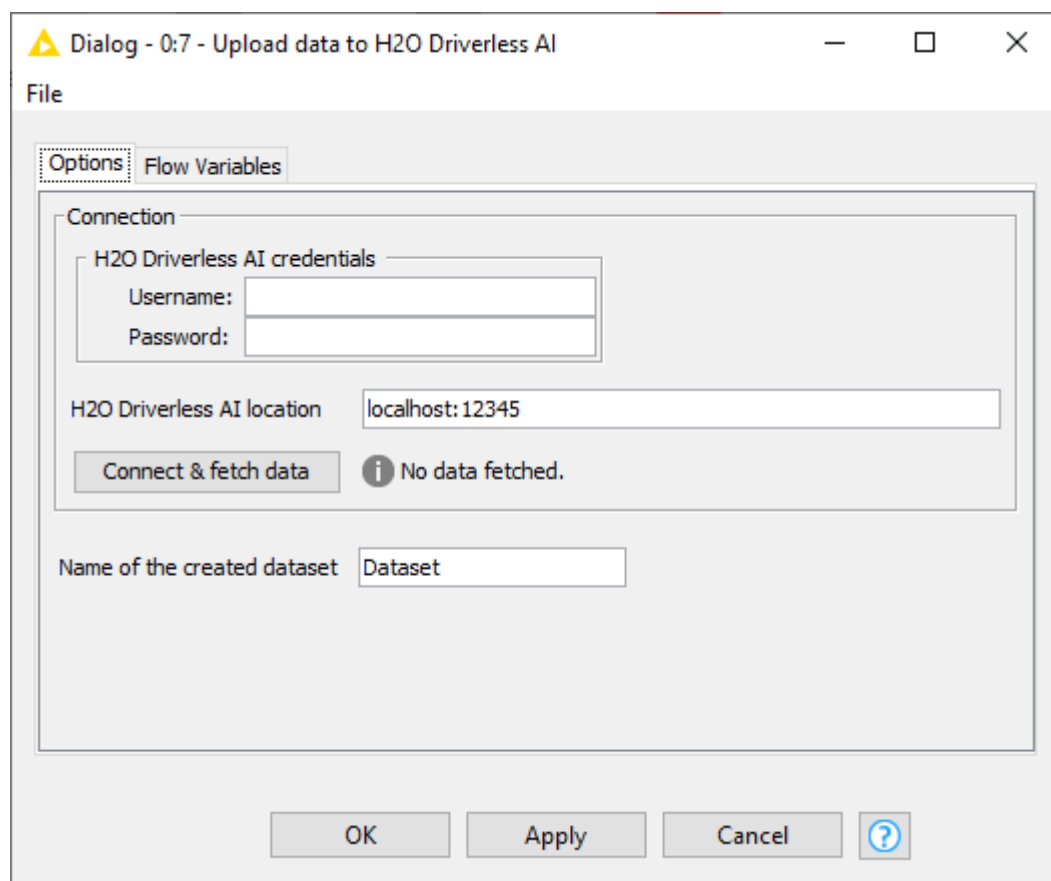 Dialog - 0:7 - Upload data to H2O Driverless AI
File
Options Flow Variables
Connection
H2O Driverless AI credentials
Username:
Password:
H2O Driverless AI location localhost:12345
Connect & fetch data i No data fetched.
Name of the created dataset Dataset
OK Apply Cancel ?